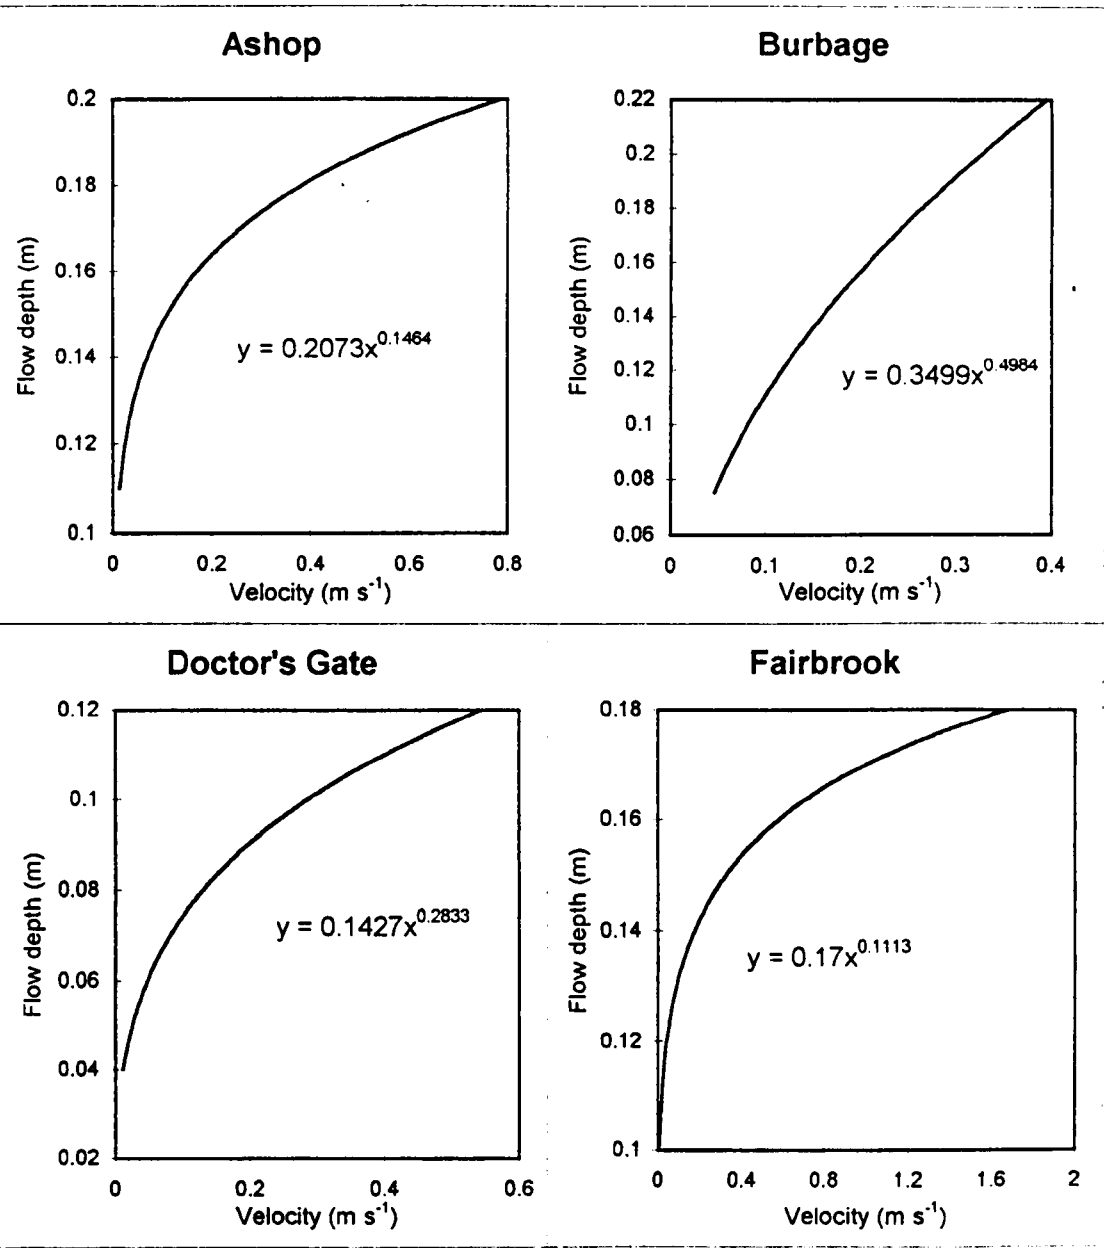 Ashop
0.2
0.18
0.16
0.14
0.12
0.1
Flow depth (m)
y = 0.2073x^0.1464
0 0.2 0.4 0.6 0.8
Velocity (m s^-1)
Burbage
0.22
0.2
0.18
0.16
0.14
0.12
0.1
0.08
0.06
Flow depth (m)
y = 0.3499x^0.4984
0 0.1 0.2 0.3 0.4
Velocity (m s^-1)
Doctor's Gate
0.12
0.1
0.08
0.06
0.04
0.02
Flow depth (m)
y = 0.1427x^0.2833
0 0.2 0.4 0.6
Velocity (m s^-1)
Fairbrook
0.18
0.16
0.14
0.12
0.1
Flow depth (m)
y = 0.17x^0.1113
0 0.4 0.8 1.2 1.6 2
Velocity (m s^-1)